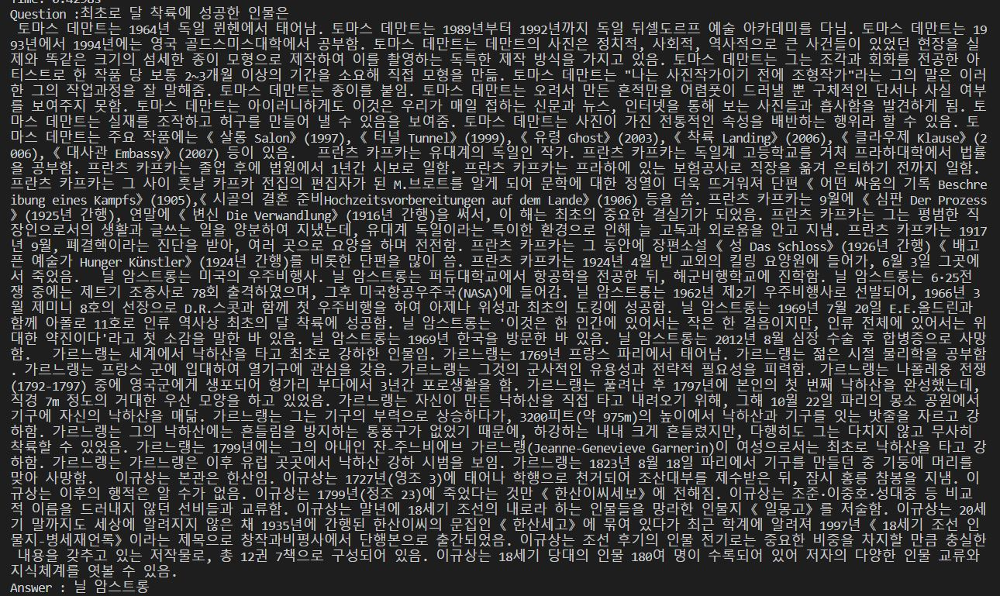 Time: 0.4298s
Question :최초로 달 착륙에 성공한 인물은
토마스 데만트는 1964년 독일 뮌헨에서 태어남. 토마스 데만트는 1989년부터 1992년까지 독일 뒤셀도르프 예술 아카데미를 다님. 토마스 데만트는 19
93년에서 1994년에는 영국 골드스미스대학에서 공부함. 토마스 데만트는 데만트의 사진은 정치적, 사회적, 역사적으로 큰 사건들이 있었던 현장을 실
제와 똑같은 크기의 섬세한 종이 모형으로 제작하여 이를 촬영하는 독특한 제작 방식을 가지고 있음. 토마스 데만트는 그는 조각과 회화를 전공한 아
티스트로 한 작품 당 보통 2~3개월 이상의 기간을 소요해 직접 모형을 만듦. 토마스 데만트는 "나는 사진작가이기 전에 조형작가"라는 그의 말은 이러
한 그의 작업과정을 잘 말해줌. 토마스 데만트는 종이를 붙임. 토마스 데만트는 오려서 만든 흔적만을 어렴풋이 드러낼 뿐 구체적인 단서나 사실 여부
를 보여주지 못함. 토마스 데만트는 아이러니하게도 이것은 우리가 매일 접하는 신문과 뉴스, 인터넷을 통해 보는 사진들과 흡사함을 발견하게 됨. 토
마스 데만트는 실재를 조작하고 허구를 만들어 낼 수 있음을 보여줌. 토마스 데만트는 사진이 가진 전통적인 속성을 배반하는 행위라 할 수 있음. 토
마스 데만트는 주요 작품에는《 살롱 Salon》(1997),《 터널 Tunnel》(1999),《 유령 Ghost》(2003),《 착륙 Landing》(2006),《 클라우제 Klause》(2
006),《 대사관 Embassy》(2007) 등이 있음.   프란츠 카프카는 유대계의 독일인 작가. 프란츠 카프카는 독일계 고등학교를 거쳐 프라하대학에서 법률
을 공부함. 프란츠 카프카는 졸업 후에 법원에서 1년간 시보로 일함. 프란츠 카프카는 프라하에 있는 보험공사로 직장을 옮겨 은퇴하기 전까지 일함.
프란츠 카프카는 그 사이 훗날 카프카 전집의 편집자가 된 M.브로트를 알게 되어 문학에 대한 정열이 더욱 뜨거워져 단편《 어떤 싸움의 기록 Beschre
ibung eines Kampfs》(1905),《 시골의 결혼 준비Hochzeitsvorbereitungen auf dem Lande》(1906) 등을 씀. 프란츠 카프카는 9월에《 심판 Der Prozess
》(1925년 간행), 연말에《 변신 Die Verwandlung》(1916년 간행)을 써서, 이 해는 최초의 중요한 결실기가 되었음. 프란츠 카프카는 그는 평범한 직
장인으로서의 생활과 글쓰는 일을 양분하여 지냈는데, 유대계 독일이라는 특이한 환경으로 인해 늘 고독과 외로움을 안고 지냄. 프란츠 카프카는 1917
년 9월, 폐결핵이라는 진단을 받아, 여러 곳으로 요양을 하며 전전함. 프란츠 카프카는 그 동안에 장편소설《 성 Das Schloss》(1926년 간행)《 배고
픈 예술가 Hunger Künstler》(1924년 간행)를 비롯한 단편을 많이 씀. 프란츠 카프카는 1924년 4월 빈 교외의 킬링 요양원에 들어가, 6월 3일 그곳에
서 죽었음.   닐 암스트롱는 미국의 우주비행사. 닐 암스트롱는 퍼듀대학교에서 항공학을 전공한 뒤, 해군비행학교에 진학함. 닐 암스트롱는 6·25전
쟁 중에는 제트기 조종사로 78회 출격하였으며, 그후 미국항공우주국(NASA)에 들어감. 닐 암스트롱는 1962년 제2기 우주비행사로 선발되어, 1966년 3
월 제미니 8호의 선장으로 D.R.스콧과 함께 첫 우주비행을 하여 아제나 위성과 최초의 도킹에 성공함. 닐 암스트롱는 1969년 7월 20일 E.E.올드린과
함께 아폴로 11호로 인류 역사상 최초의 달 착륙에 성공함. 닐 암스트롱는 '이것은 한 인간에 있어서는 작은 한 걸음이지만, 인류 전체에 있어서는 위
대한 약진이다'라고 첫 소감을 말한 바 있음. 닐 암스트롱는 1969년 한국을 방문한 바 있음. 닐 암스트롱는 2012년 8월 심장 수술 후 합병증으로 사망
함.   가르느랭는 세계에서 낙하산을 타고 최초로 강하한 인물임. 가르느랭는 1769년 프랑스 파리에서 태어남. 가르느랭는 젊은 시절 물리학을 공부함
. 가르느랭는 프랑스 군에 입대하여 열기구에 관심을 갖음. 가르느랭는 그것의 군사적인 유용성과 전략적 필요성을 피력함. 가르느랭는 나폴레옹 전쟁
(1792-1797) 중에 영국군에게 생포되어 헝가리 부다에서 3년간 포로생활을 함. 가르느랭는 풀려난 후 1797년에 본인의 첫 번째 낙하산을 완성했는데,
직경 7m 정도의 거대한 우산 모양을 하고 있었음. 가르느랭는 자신이 만든 낙하산을 직접 타고 내려오기 위해, 그해 10월 22일 파리의 몽소 공원에서
기구에 자신의 낙하산을 매닮. 가르느랭는 그는 기구의 부력으로 상승하다가, 3200피트(약 975m)의 높이에서 낙하산과 기구를 잇는 밧줄을 자르고 강
하함. 가르느랭는 그의 낙하산에는 흔들림을 방지하는 통풍구가 없었기 때문에, 하강하는 내내 크게 흔들렸지만, 다행히도 그는 다치지 않고 무사히
착륙할 수 있었음. 가르느랭는 1799년에는 그의 아내인 잔-주느비에브 가르느랭(Jeanne-Genevieve Garnerin)이 여성으로서는 최초로 낙하산을 타고 강
하함. 가르느랭는 가르느랭은 이후 유럽 곳곳에서 낙하산 강하 시범을 보임. 가르느랭는 1823년 8월 18일 파리에서 기구를 만들던 중 기둥에 머리를
맞아 사망함.   이규상는 본관은 한산임. 이규상는 1727년(영조 3)에 태어나 학행으로 천거되어 조산대부를 제수받은 뒤, 잠시 홍릉 참봉을 지냄. 이
규상는 이후의 행적은 알 수가 없음. 이규상는 1799년(정조 23)에 죽었다는 것만《 한산이씨세보》에 전해짐. 이규상는 조준·이중호·성대중 등 비교
적 이름을 드러내지 않던 선비들과 교류함. 이규상는 말년에 18세기 조선의 내로라 하는 인물들을 망라한 인물지《 일몽고》를 저술함. 이규상는 20세
기 말까지도 세상에 알려지지 않은 채 1935년에 간행된 한산이씨의 문집인《 한산세고》에 묶여 있다가 최근 학계에 알려져 1997년《 18세기 조선 인
물지-병세재언록》이라는 제목으로 창작과비평사에서 단행본으로 출간되었음. 이규상는 조선 후기의 인물 전기로는 중요한 비중을 차지할 만큼 충실한
내용을 갖추고 있는 저작물로, 총 12권 7책으로 구성되어 있음. 이규상는 18세기 당대의 인물 180여 명이 수록되어 있어 저자의 다양한 인물 교류와
지식체계를 엿볼 수 있음.
Answer : 닐 암스트롱